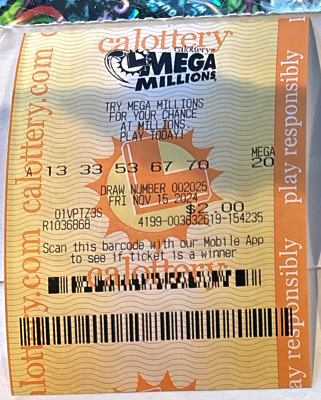 calottery
calottery
MEGA
MILLIONS
TRY MEGA MILLIONS
FOR YOUR CHANCE
AT MILLIONS.
PLAY TODAY!
MEGA
A 13 33 53 67 70 20
DRAW NUMBER 002025
FRI NOV 15 2024
$2.00
01VPTZ3S
R1036868 4199-003832619-154235
Scan this barcode with our Mobile App
to see if ticket is a winner
calottery
calottery.com calottery.com
play responsibly
ay responsibly